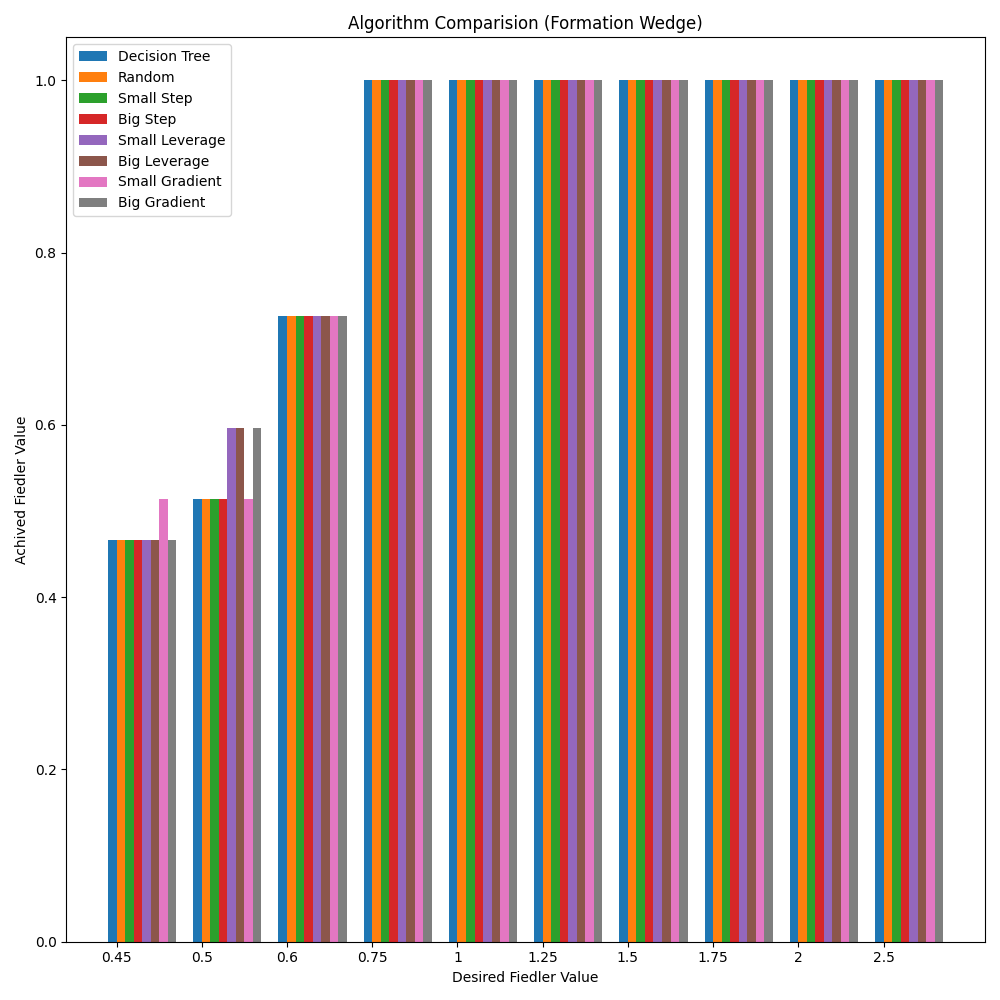 Algorithm Comparision (Formation Wedge)
Decision Tree
Random
Small Step
Big Step
Small Leverage
Big Leverage
Small Gradient
Big Gradient
Achived Fiedler Value
1.0
0.8
0.6
0.4
0.2
0.0
0.45 0.5 0.6 0.75 1 1.25 1.5 1.75 2 2.5
Desired Fiedler Value